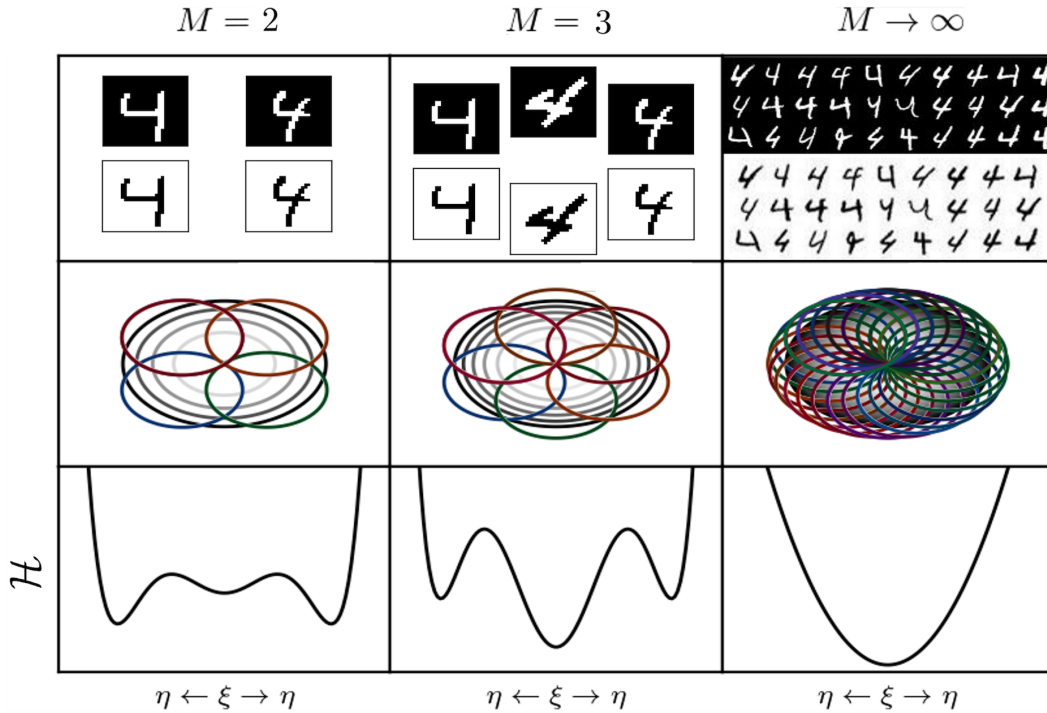 M = 2 M = 3 M → ∞
ℋ
η ← ξ → η η ← ξ → η η ← ξ → η